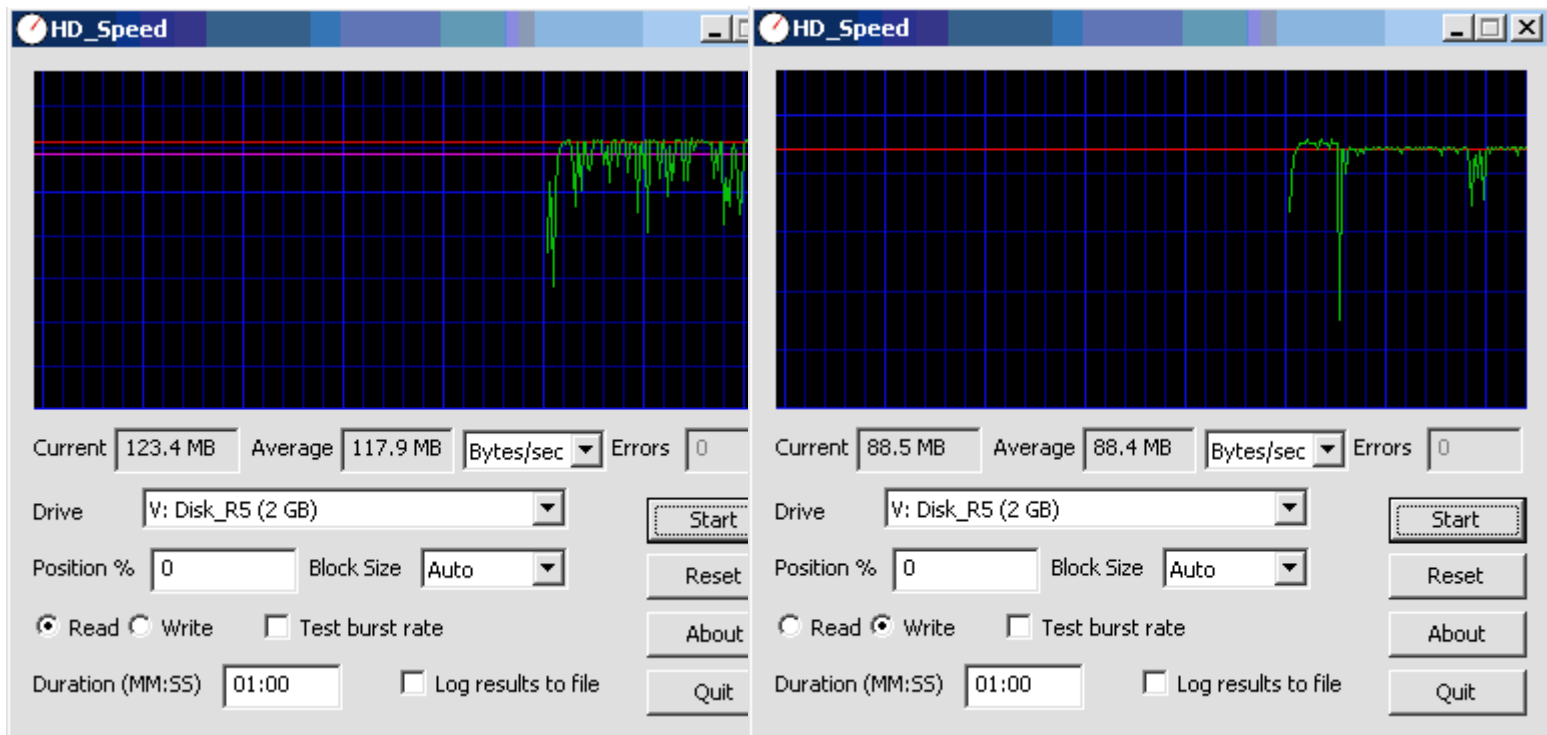 HD_Speed
Current 123.4 MB Average 117.9 MB Bytes/sec Errors 0
Drive V: Disk_R5 (2 GB) Start
Position % 0 Block Size Auto Reset
Read Write Test burst rate About
Duration (MM:SS) 01:00 Log results to file Quit
HD_Speed
Current 88.5 MB Average 88.4 MB Bytes/sec Errors 0
Drive V: Disk_R5 (2 GB) Start
Position % 0 Block Size Auto Reset
Read Write Test burst rate About
Duration (MM:SS) 01:00 Log results to file Quit